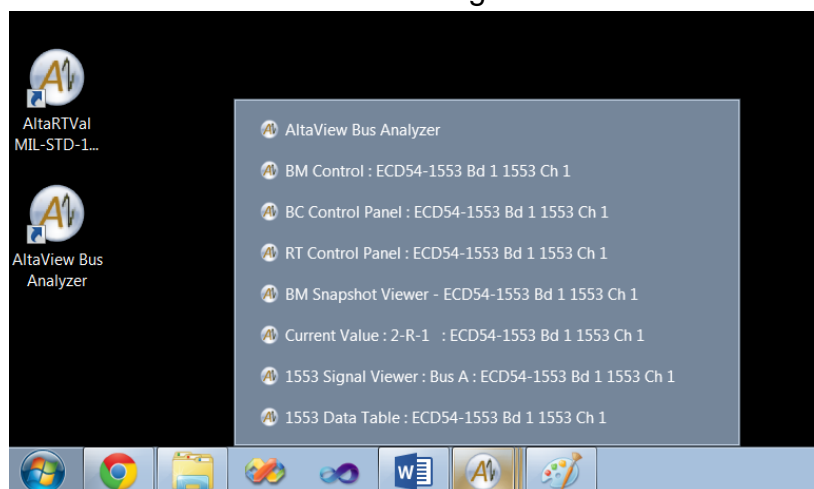 AltaRTVal
MIL-STD-1...
AltaView Bus
Analyzer
AltaView Bus Analyzer
BM Control : ECD54-1553 Bd 1 1553 Ch 1
BC Control Panel : ECD54-1553 Bd 1 1553 Ch 1
RT Control Panel : ECD54-1553 Bd 1 1553 Ch 1
BM Snapshot Viewer - ECD54-1553 Bd 1 1553 Ch 1
Current Value : 2-R-1   : ECD54-1553 Bd 1 1553 Ch 1
1553 Signal Viewer : Bus A : ECD54-1553 Bd 1 1553 Ch 1
1553 Data Table : ECD54-1553 Bd 1 1553 Ch 1